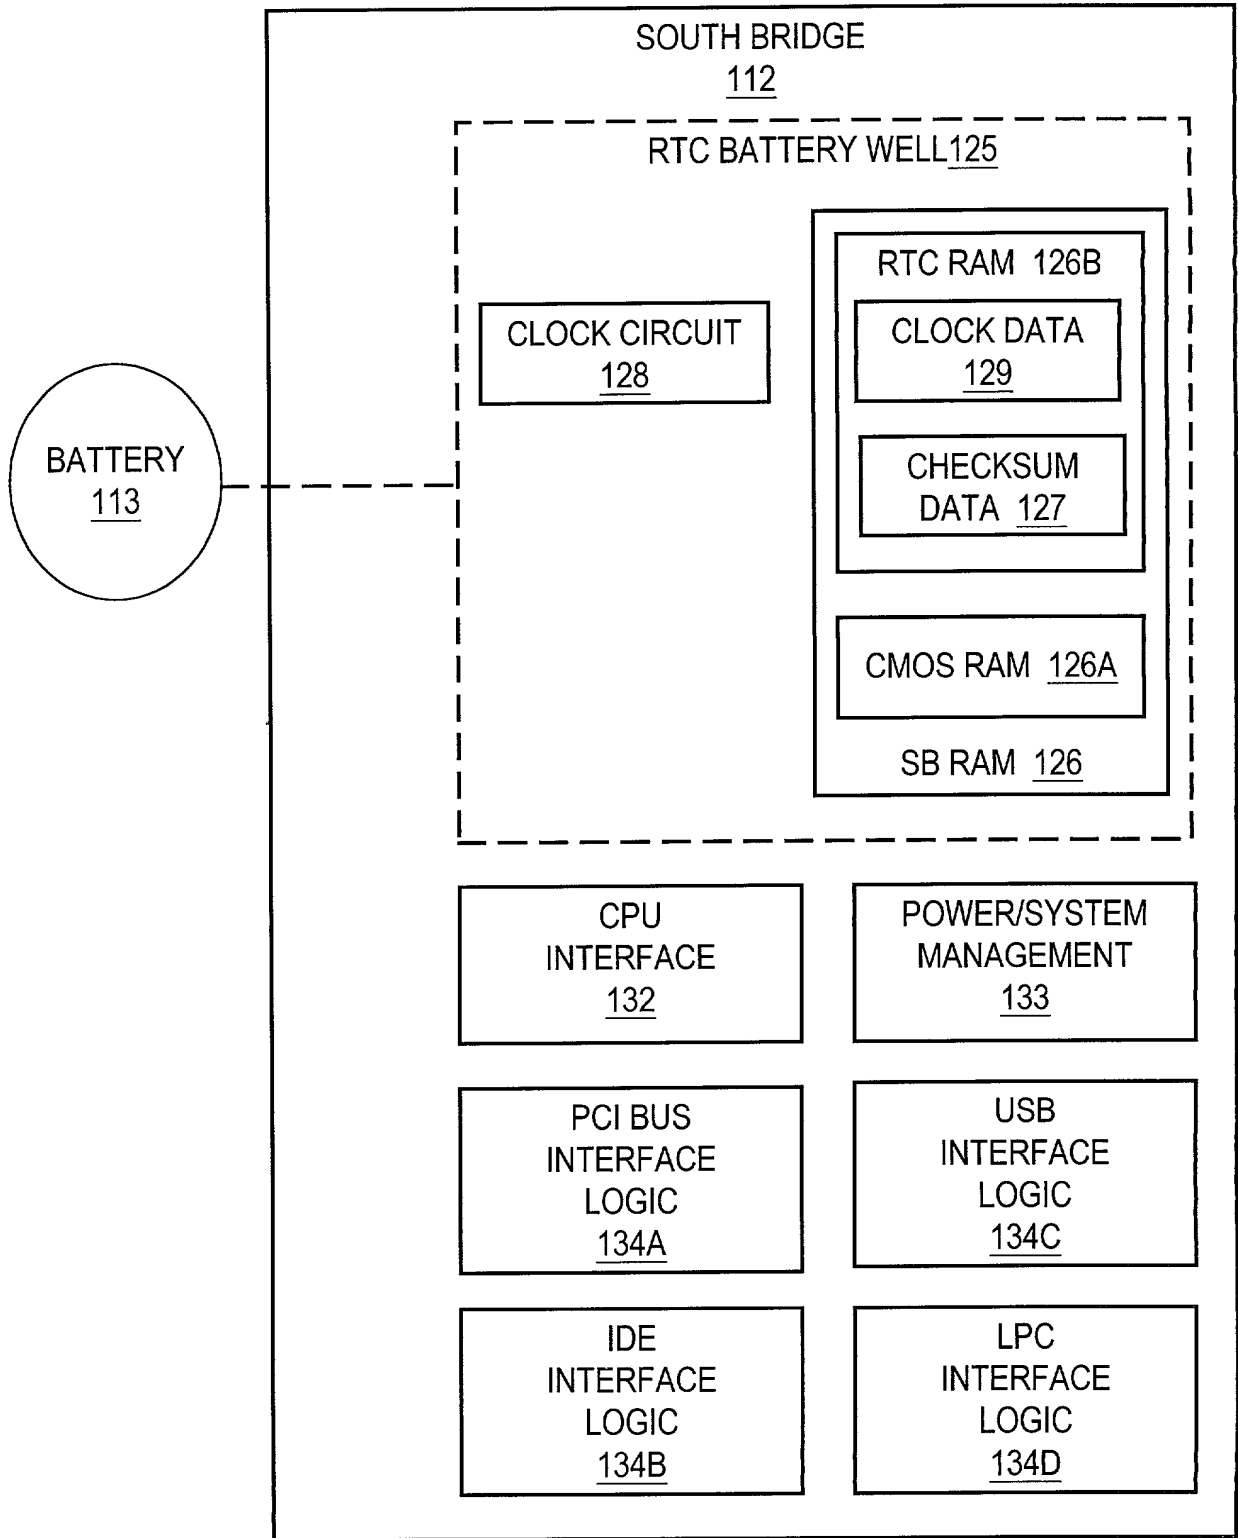 SOUTH BRIDGE
112
RTC BATTERY WELL 125
RTC RAM 126B
CLOCK CIRCUIT
128
CLOCK DATA
129
BATTERY
113
CHECKSUM
DATA 127
CMOS RAM 126A
SB RAM 126
CPU
INTERFACE
132
POWER/SYSTEM
MANAGEMENT
133
PCI BUS
INTERFACE
LOGIC
134A
USB
INTERFACE
LOGIC
134C
IDE
INTERFACE
LOGIC
134B
LPC
INTERFACE
LOGIC
134D